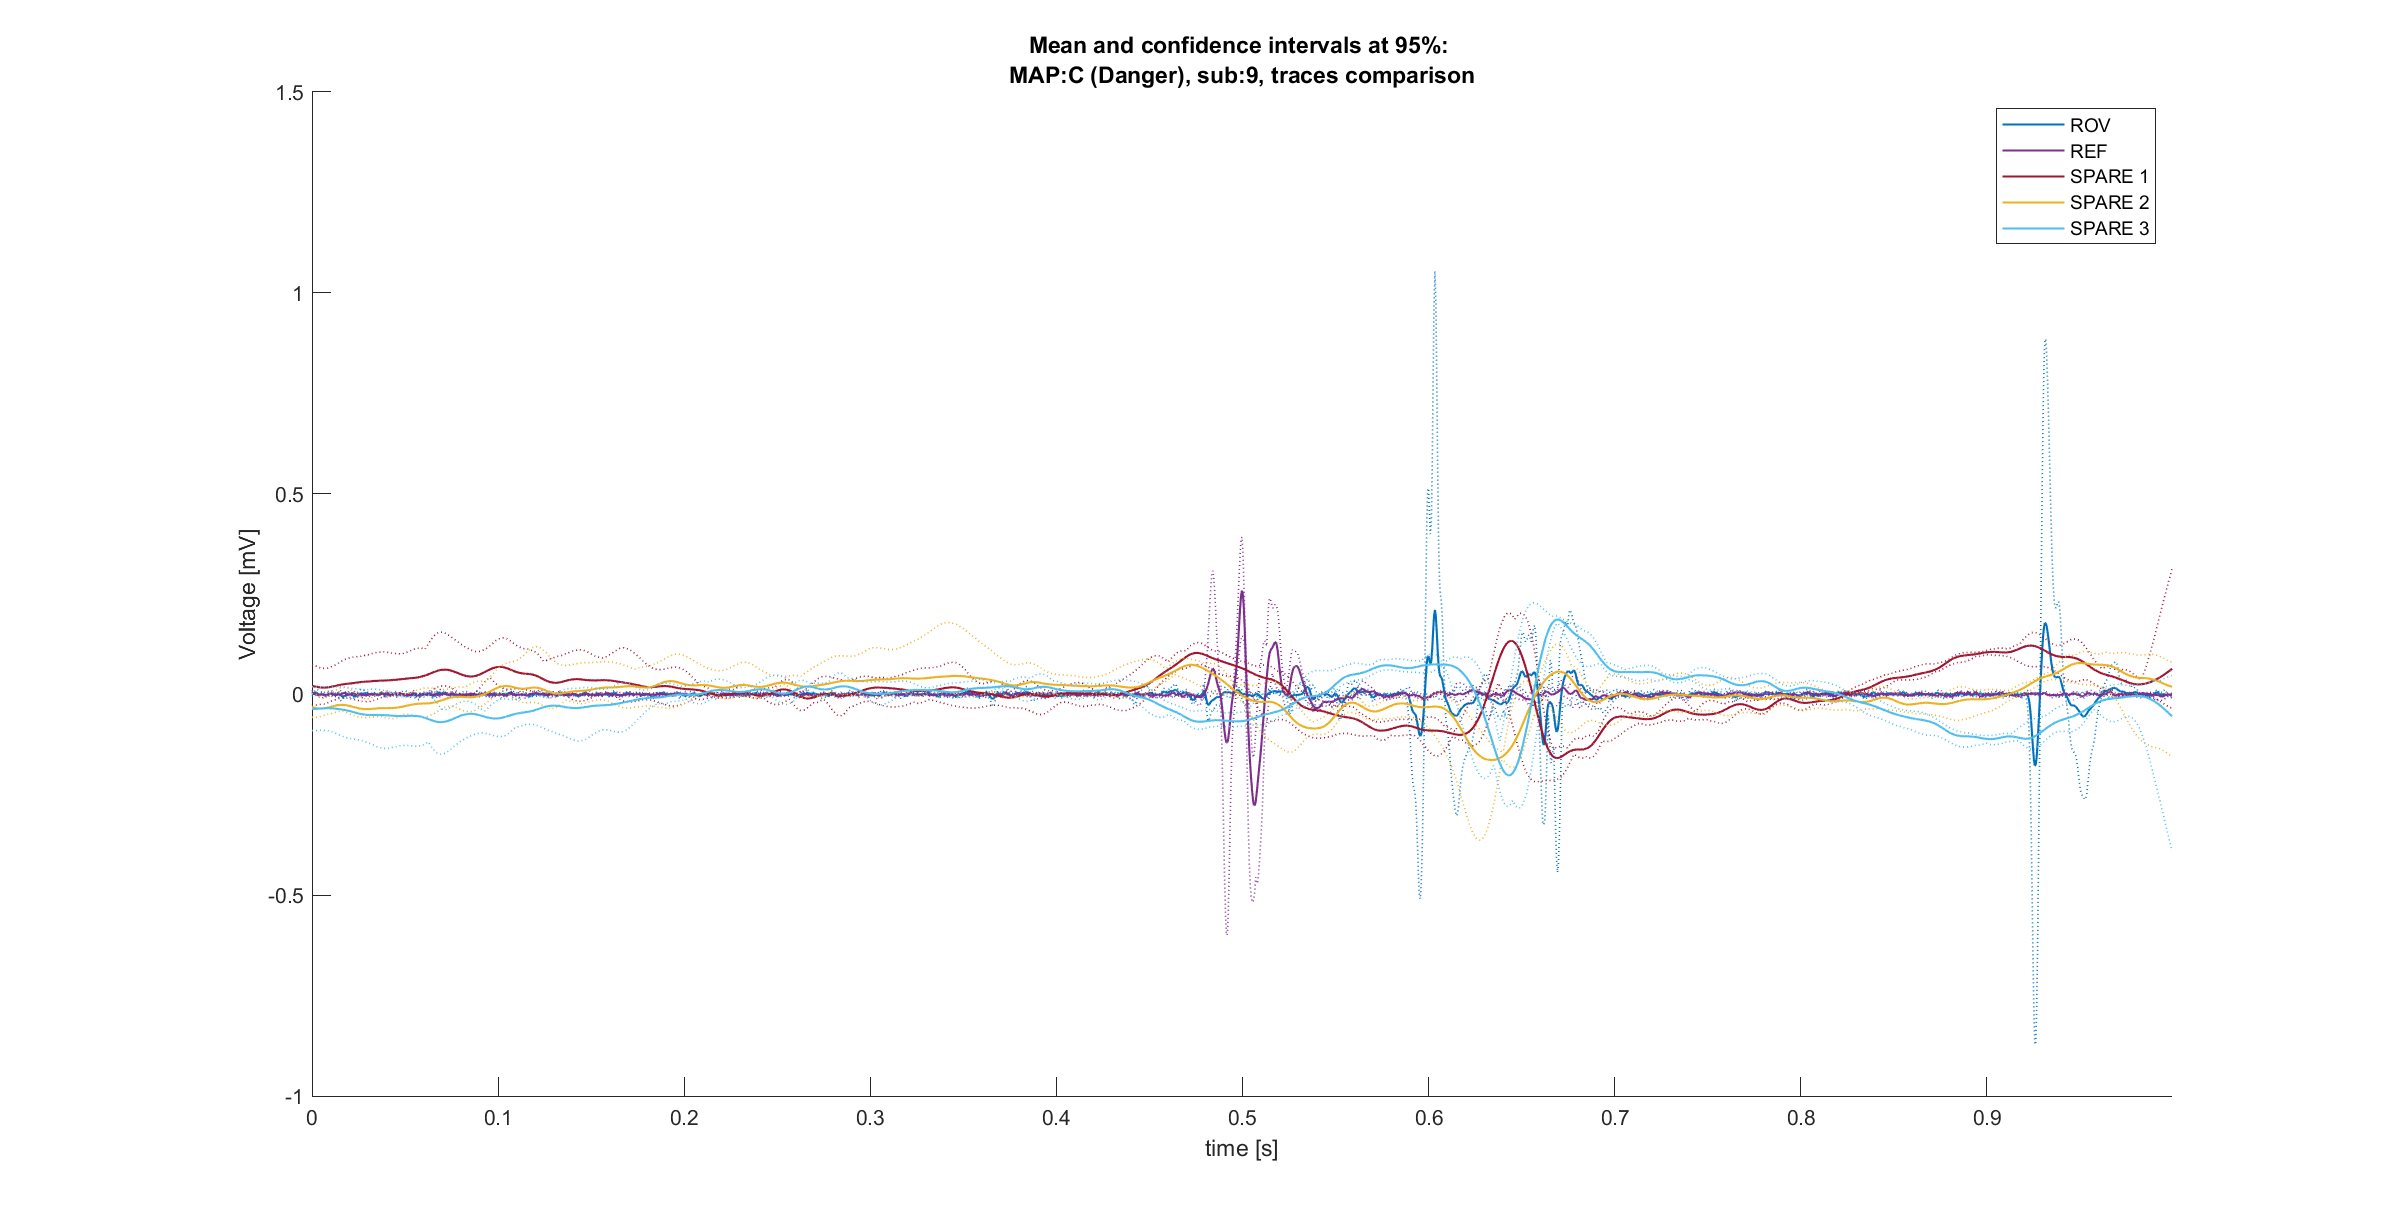 Mean and confidence intervals at 95%:
MAP:C (Danger), sub:9, traces comparison
1.5
1
0.5
0
-0.5
-1
Voltage [mV]
ROV
REF
SPARE 1
SPARE 2
SPARE 3
0
0.1
0.2
0.3
0.4
0.5
0.6
0.7
0.8
0.9
time [s]